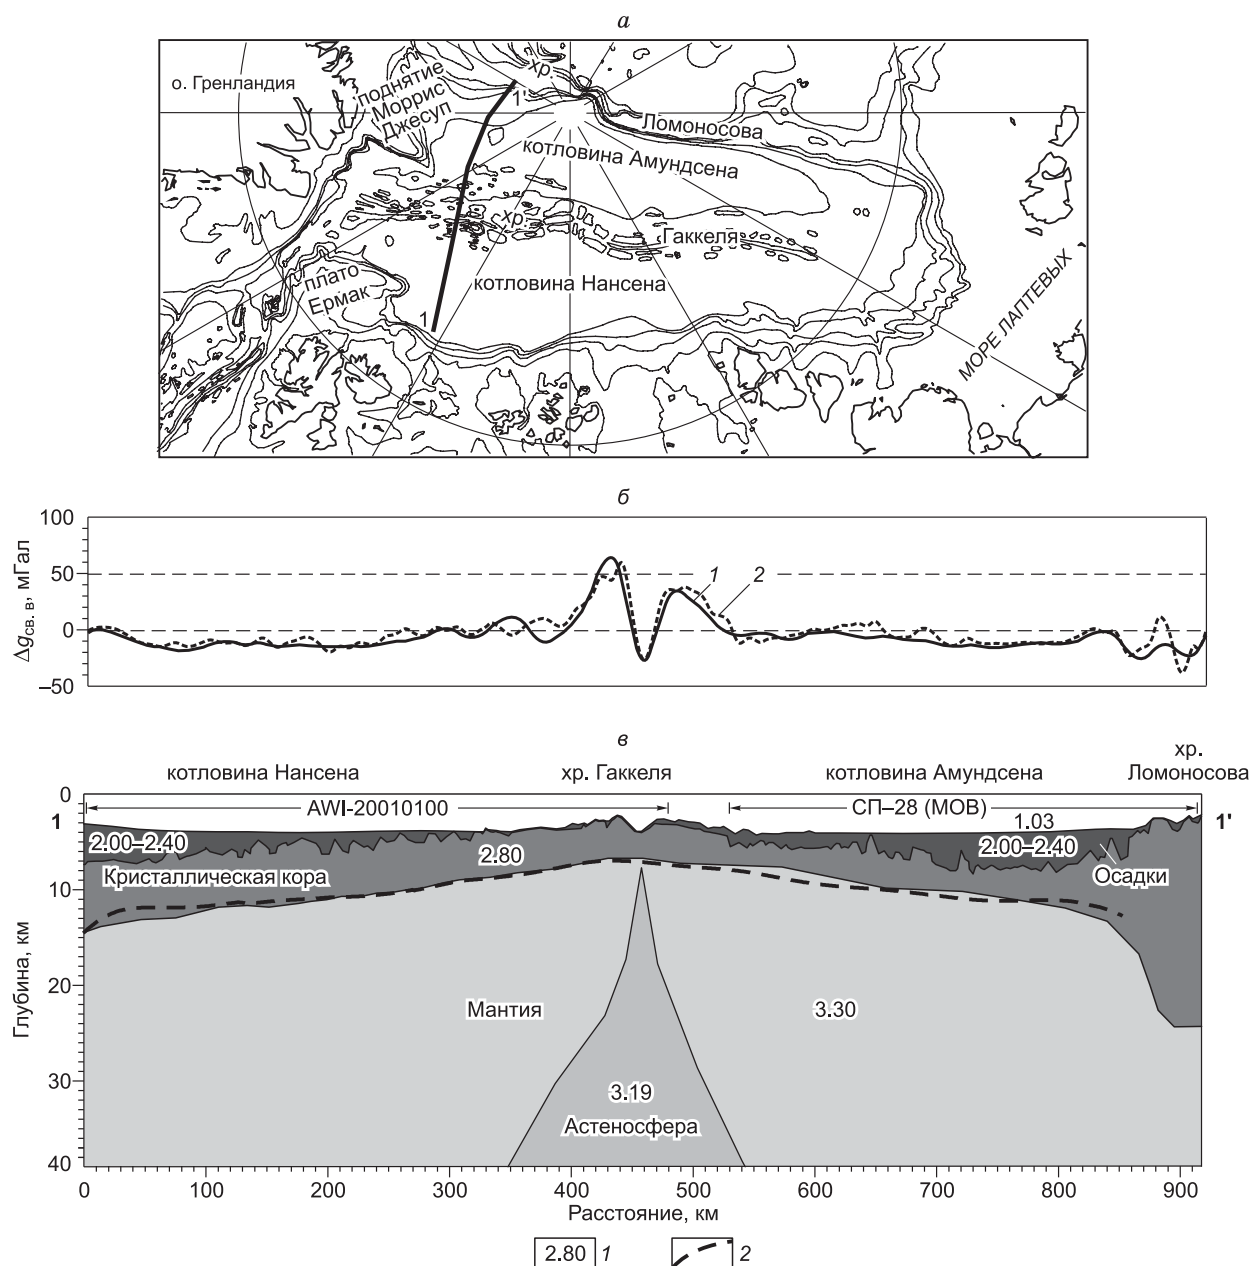 а
о. Гренландия
поднятие
Моррис
Джесуп
хр.
Ломоносова
1'
котловина Амундсена
хр.
Гаккеля
плато
Ермак
котловина Нансена
1
МОРЕ ЛАПТЕВЫХ
б
Δgсв. в, мГал
100
50
0
–50
1
2
в
котловина Нансена
хр. Гаккеля
котловина Амундсена
хр.
Ломоносова
0
AWI-20010100
СП–28 (МОВ)
1
1.03
1'
2.00–2.40
2.80
2.00–2.40
Кристаллическая кора
Осадки
10
Глубина, км
20
Мантия
3.30
30
3.19
Астеносфера
40
0 100 200 300 400 500 600 700 800 900
Расстояние, км
2.80 1
2